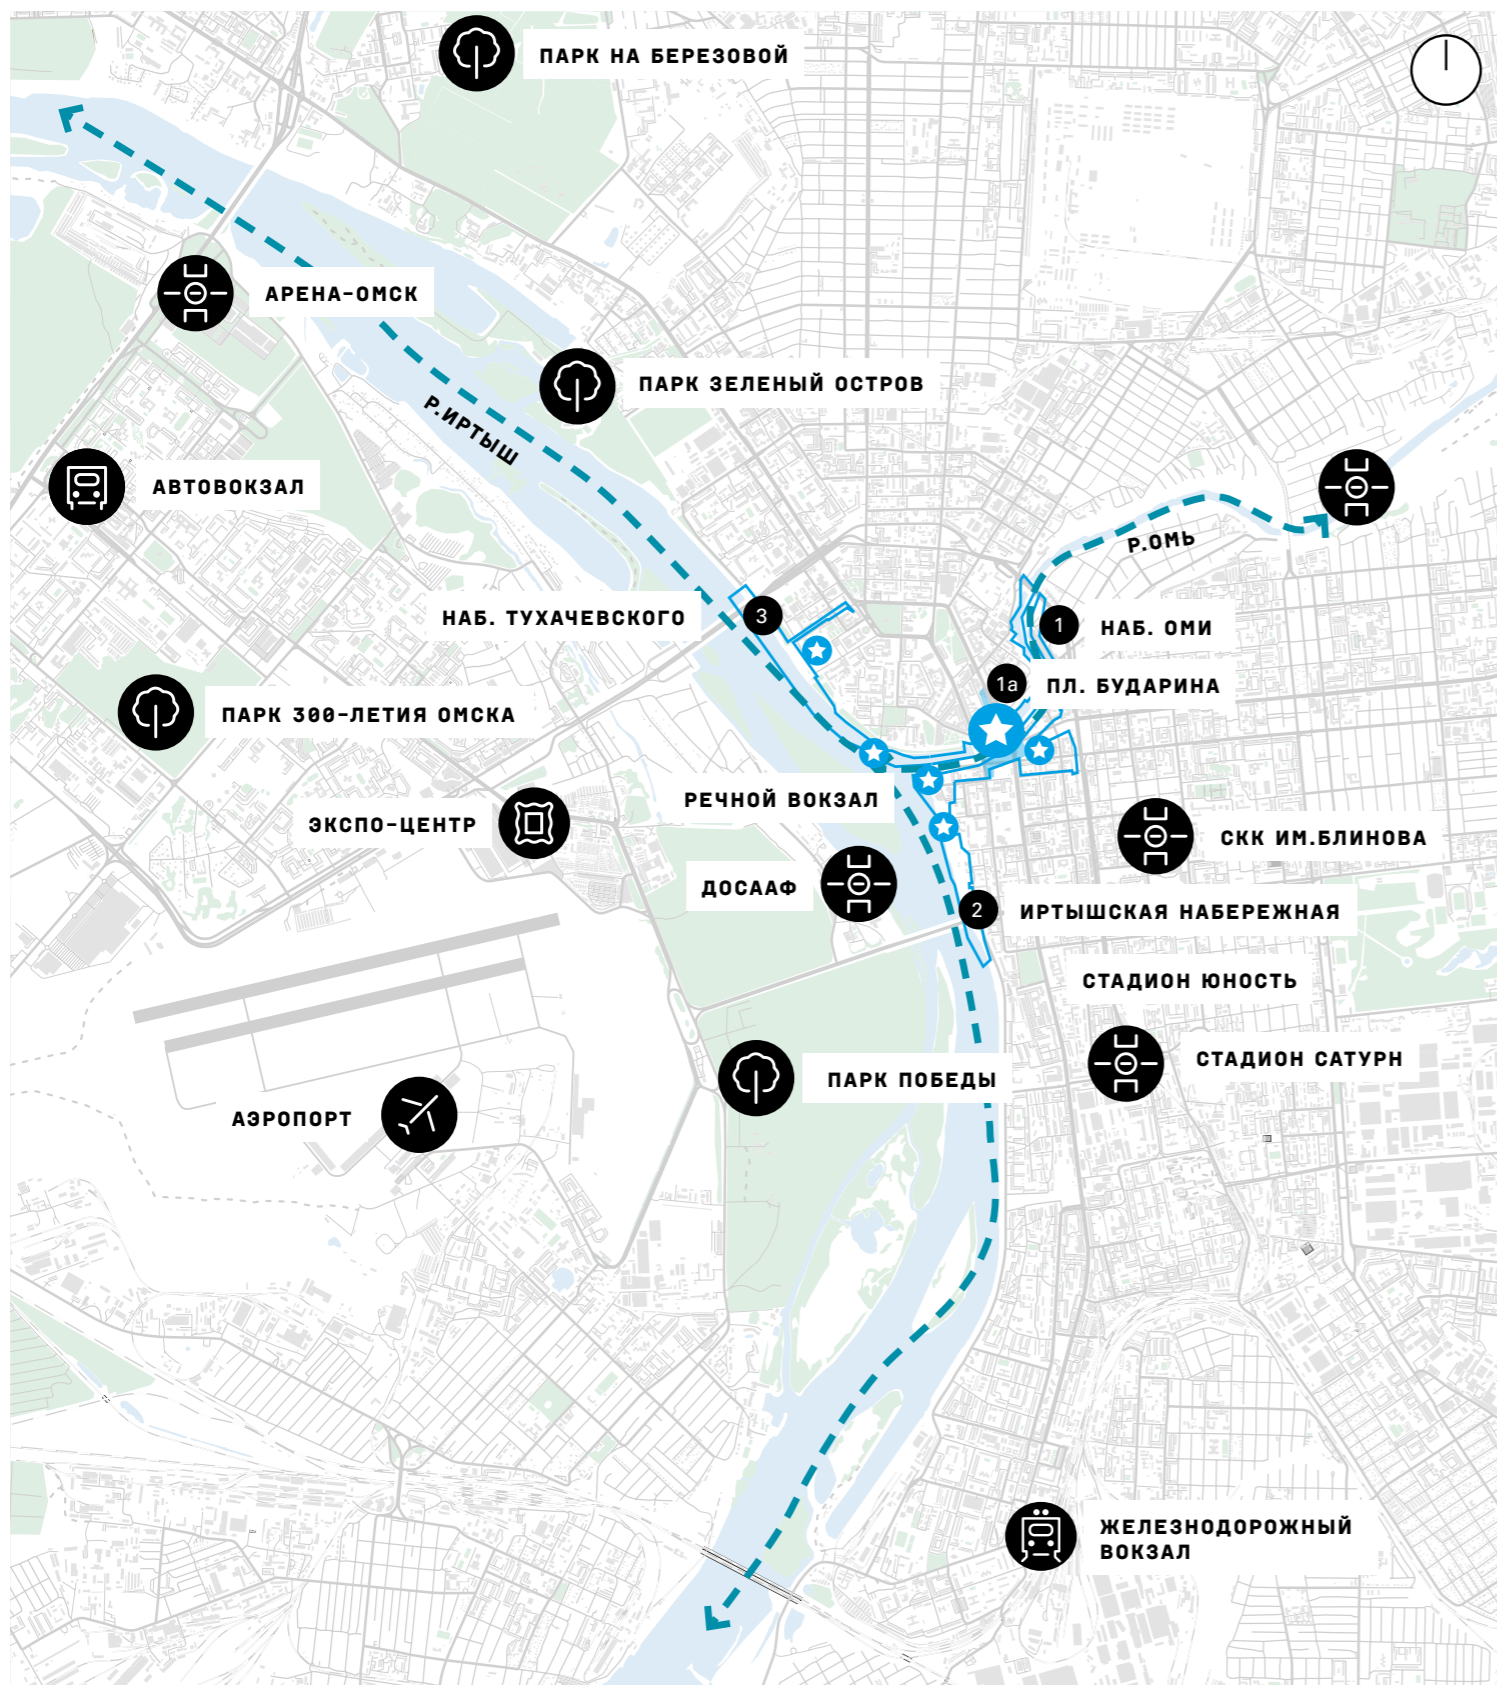 ПАРК НА БЕРЕЗОВОЙ
АРЕНА-ОМСК
ПАРК ЗЕЛЕНЫЙ ОСТРОВ
Р.ИРТЫШ
АВТОВОКЗАЛ
Р.ОМЬ
НАБ. ТУХАЧЕВСКОГО
3
1
НАБ. ОМИ
1а
ПЛ. БУДАРИНА
ПАРК 300-ЛЕТИЯ ОМСКА
РЕЧНОЙ ВОКЗАЛ
ЭКСПО-ЦЕНТР
СКК ИМ.БЛИНОВА
ДОСААФ
2
ИРТЫШСКАЯ НАБЕРЕЖНАЯ
СТАДИОН ЮНОСТЬ
СТАДИОН САТУРН
ПАРК ПОБЕДЫ
АЭРОПОРТ
ЖЕЛЕЗНОДОРОЖНЫЙ
ВОКЗАЛ